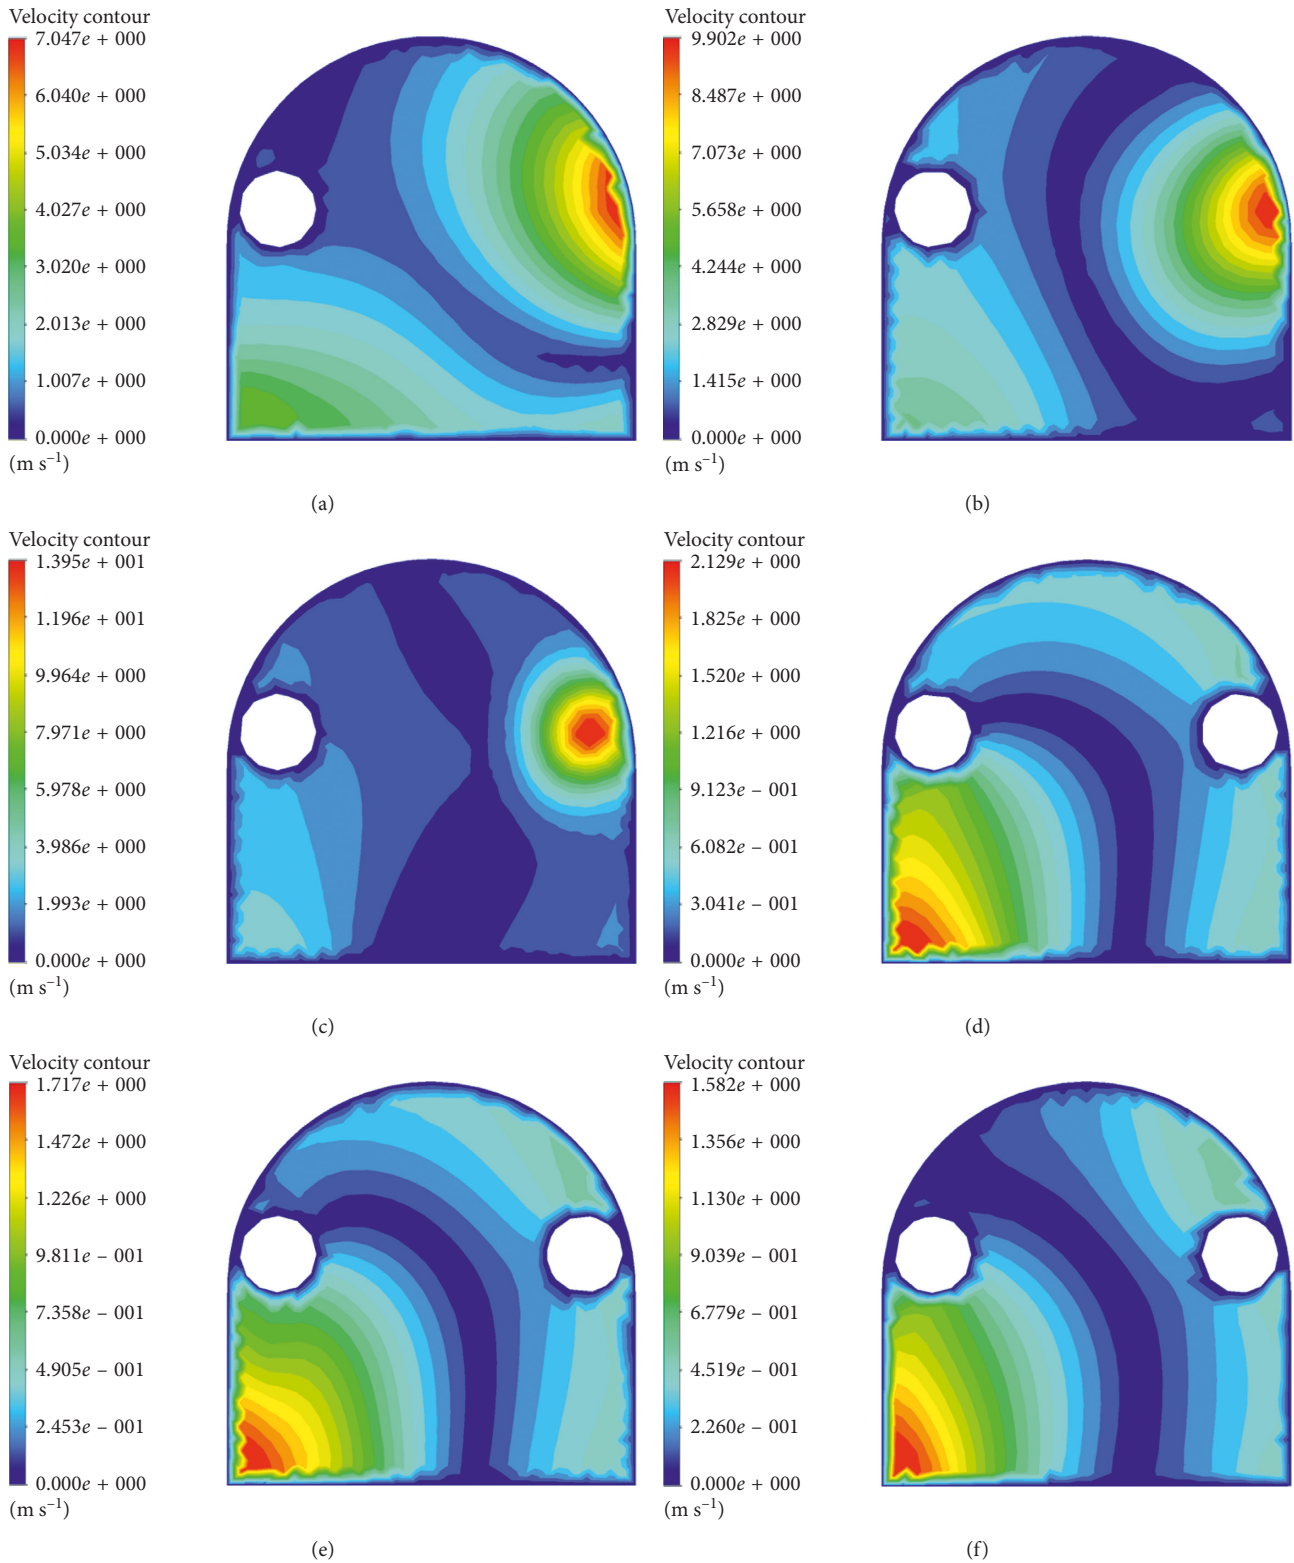 Velocity contour
7.047e + 000
6.040e + 000
5.034e + 000
4.027e + 000
3.020e + 000
2.013e + 000
1.007e + 000
0.000e + 000
(m s⁻¹)
(a)
Velocity contour
9.902e + 000
8.487e + 000
7.073e + 000
5.658e + 000
4.244e + 000
2.829e + 000
1.415e + 000
0.000e + 000
(m s⁻¹)
(b)
Velocity contour
1.395e + 001
1.196e + 001
9.964e + 000
7.971e + 000
5.978e + 000
3.986e + 000
1.993e + 000
0.000e + 000
(m s⁻¹)
(c)
Velocity contour
2.129e + 000
1.825e + 000
1.520e + 000
1.216e + 000
9.123e – 001
6.082e – 001
3.041e – 001
0.000e + 000
(m s⁻¹)
(d)
Velocity contour
1.717e + 000
1.472e + 000
1.226e + 000
9.811e – 001
7.358e – 001
4.905e – 001
2.453e – 001
0.000e + 000
(m s⁻¹)
(e)
Velocity contour
1.582e + 000
1.356e + 000
1.130e + 000
9.039e – 001
6.779e – 001
4.519e – 001
2.260e – 001
0.000e + 000
(m s⁻¹)
(f)